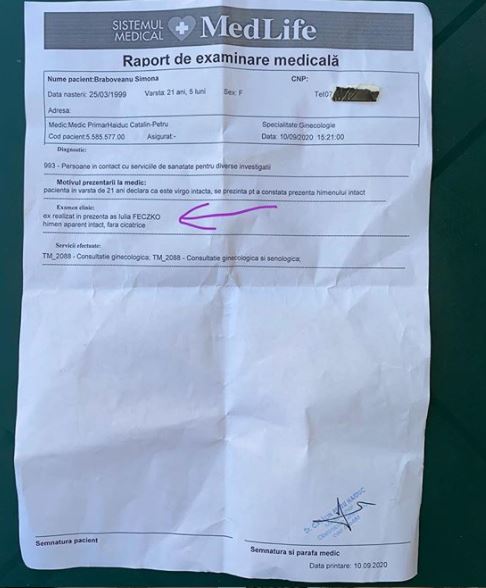 SISTEMUL
MEDICAL MedLife
Raport de examinare medicală
Nume pacient:Braboveanu Simona CNP:
Data nasterii: 25/03/1999 Varsta: 21 ani, 5 luni Sex: F Tel07
Adresa:
Medic:Medic PrimarHaiduc Catalin-Petru Specialitate:Ginecologie
Cod pacient:5.585.577.00 Asigurat:- Data: 10/09/2020 15:21:00
Diagnostic:
993 - Persoane in contact cu serviciile de sanatate pentru diverse investigatii
Motivul prezentarii la medic:
pacienta in varsta de 21 ani declara ca este virgo intacta, se prezinta pt a constata prezenta himenului intact
Examen clinic:
ex realizat in prezenta as Iulia FECZKO
himen aparent intact, fara cicatrice
Servicii efectuate:
TM_2088 - Consultatie ginecologica; TM_2088 - Consultatie ginecologica si senologica;
HAIDUC
Semnatura pacient
Semnatura si parafa medic
Data printare: 10.09.2020